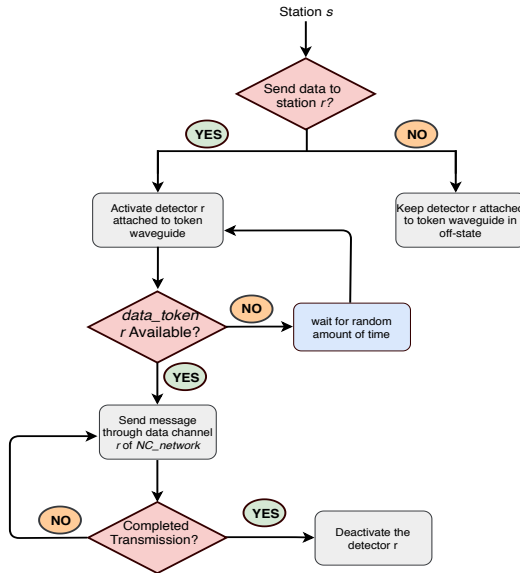 Station s
Send data to
station r?
YES
NO
Activate detector r
attached to token
waveguide
Keep detector r attached
to token waveguide in
off-state
data_token
r Available?
NO
wait for random
amount of time
YES
Send message
through data channel
r of NC_network
NO
Completed
Transmission?
YES
Deactivate the
detector r